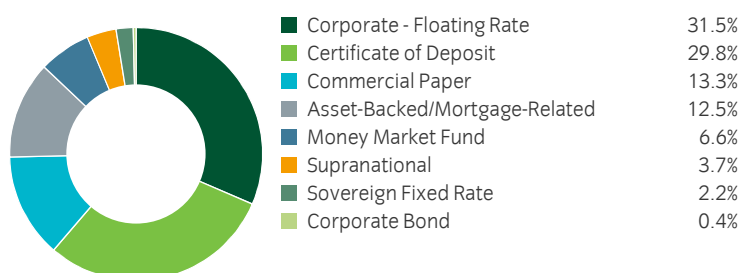 Corporate - Floating Rate 31.5%
Certificate of Deposit 29.8%
Commercial Paper 13.3%
Asset-Backed/Mortgage-Related 12.5%
Money Market Fund 6.6%
Supranational 3.7%
Sovereign Fixed Rate 2.2%
Corporate Bond 0.4%